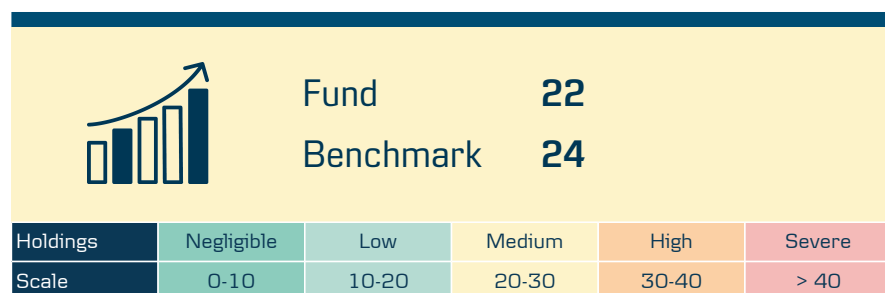 Fund 22
Benchmark 24
Holdings Negligible Low Medium High Severe
Scale 0-10 10-20 20-30 30-40 > 40